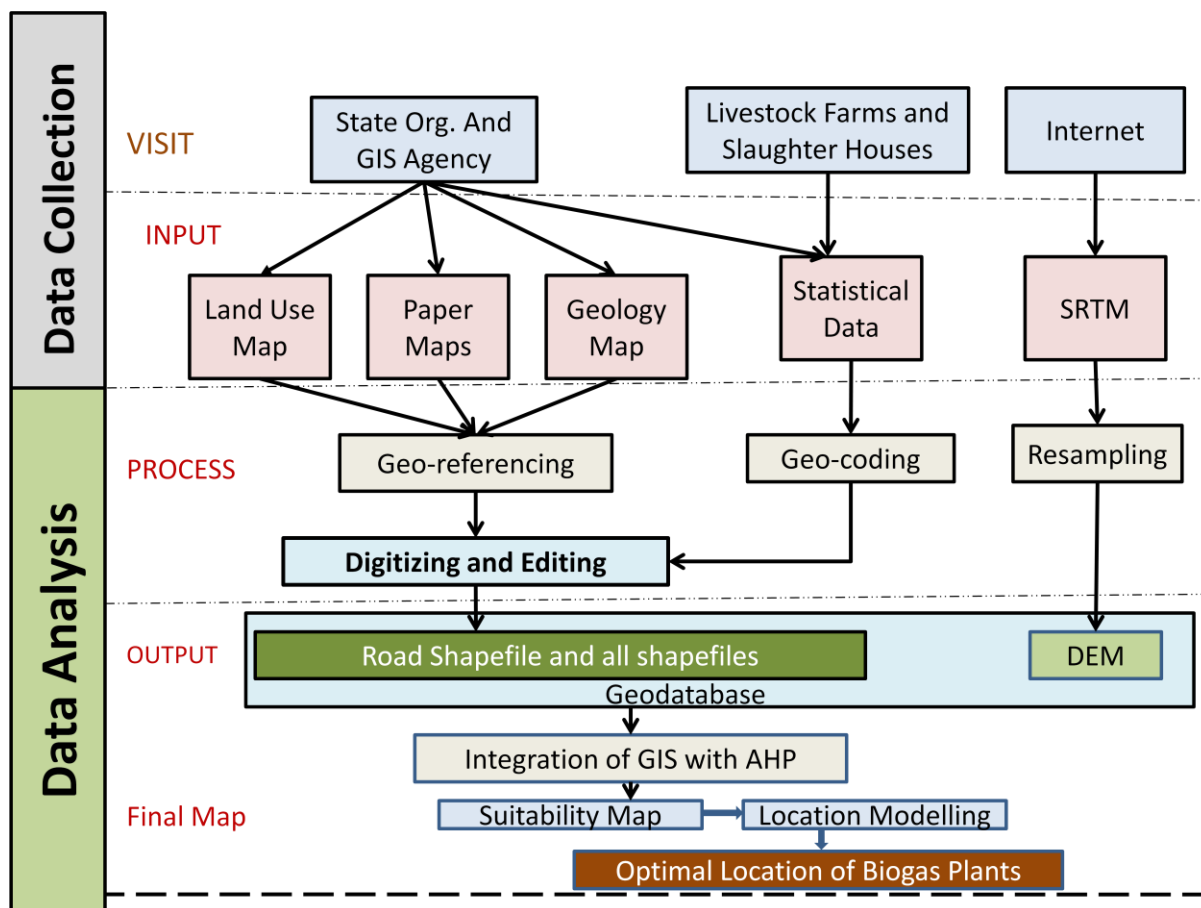 Data Collection
VISIT
State Org. And
GIS Agency
Livestock Farms and
Slaughter Houses
Internet
INPUT
Land Use
Map
Paper
Maps
Geology
Map
Statistical
Data
SRTM
Data Analysis
PROCESS
Geo-referencing
Geo-coding
Resampling
Digitizing and Editing
OUTPUT
Road Shapefile and all shapefiles
DEM
Geodatabase
Integration of GIS with AHP
Final Map
Suitability Map
Location Modelling
Optimal Location of Biogas Plants